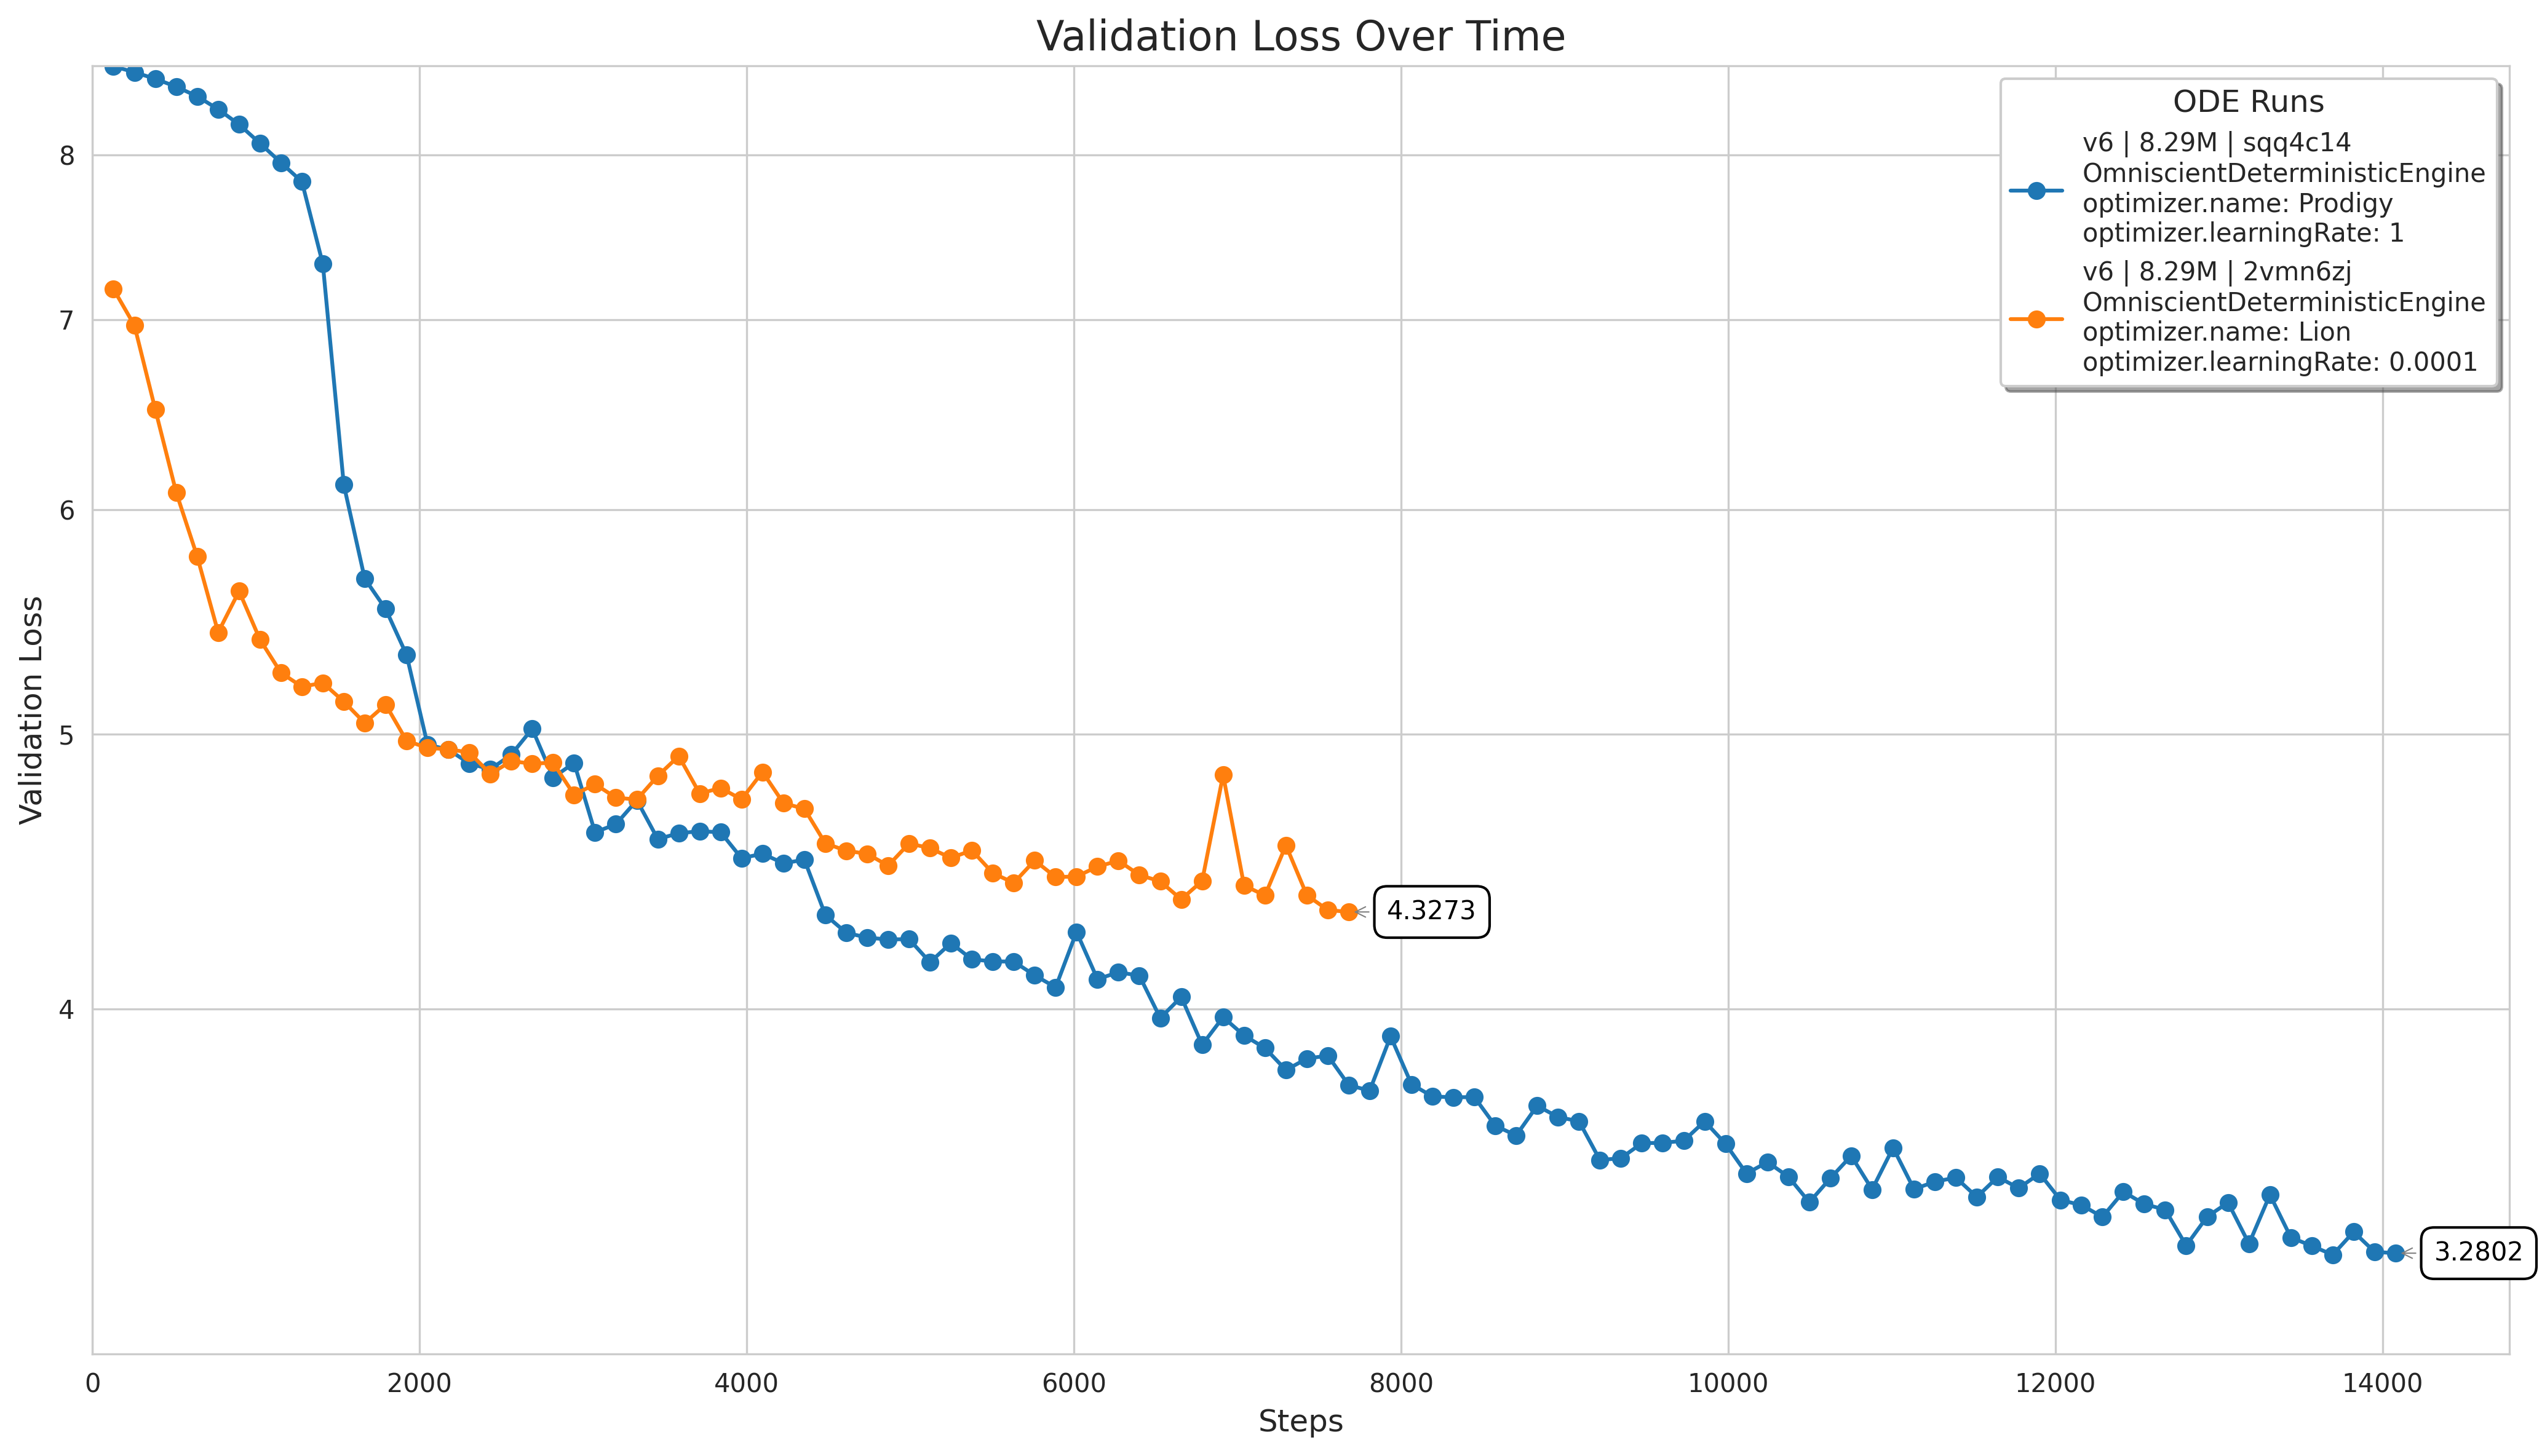 Validation Loss Over Time
ODE Runs
v6 | 8.29M | sqq4c14
OmniscientDeterministicEngine
optimizer.name: Prodigy
optimizer.learningRate: 1
v6 | 8.29M | 2vmn6zj
OmniscientDeterministicEngine
optimizer.name: Lion
optimizer.learningRate: 0.0001
8
7
6
5
4
Validation Loss
4.3273
3.2802
0
2000
4000
6000
8000
10000
12000
14000
Steps